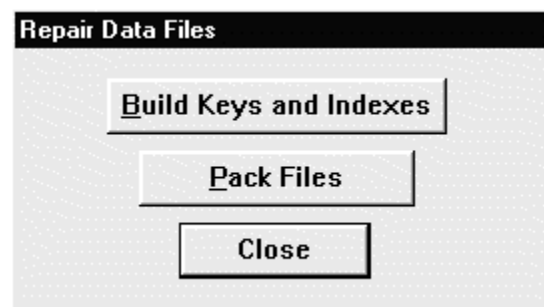 Repair Data Files
Build Keys and Indexes
Pack Files
Close